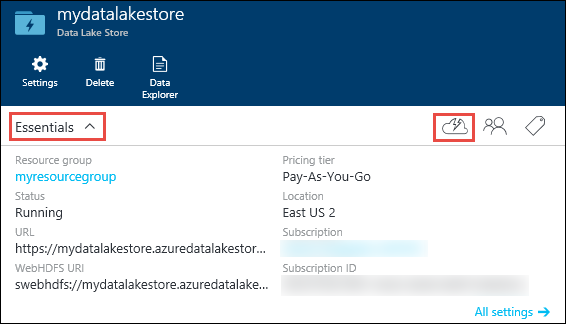 mydatalakestore
Data Lake Store
Settings
Delete
Data
Explorer
Essentials
Resource group
myresourcegroup
Pricing tier
Pay-As-You-Go
Status
Running
Location
East US 2
URL
https://mydatalakestore.azuredatalakestor...
Subscription
WebHDFS URI
swebhdfs://mydatalakestore.azuredatalake...
Subscription ID
All settings